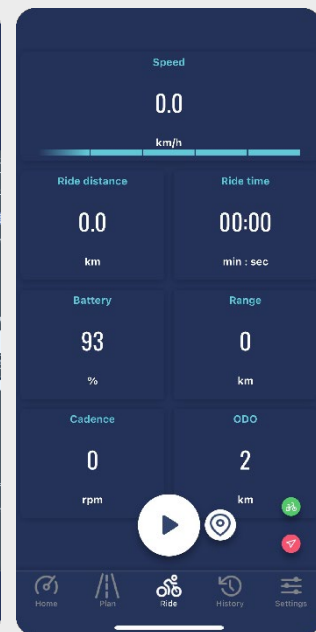 Speed
0.0
km/h
Ride distance
Ride time
0.0
00:00
km
min : sec
Battery
Range
93
0
%
km
Cadence
ODO
0
2
rpm
km
Home
Plan
Ride
History
Settings